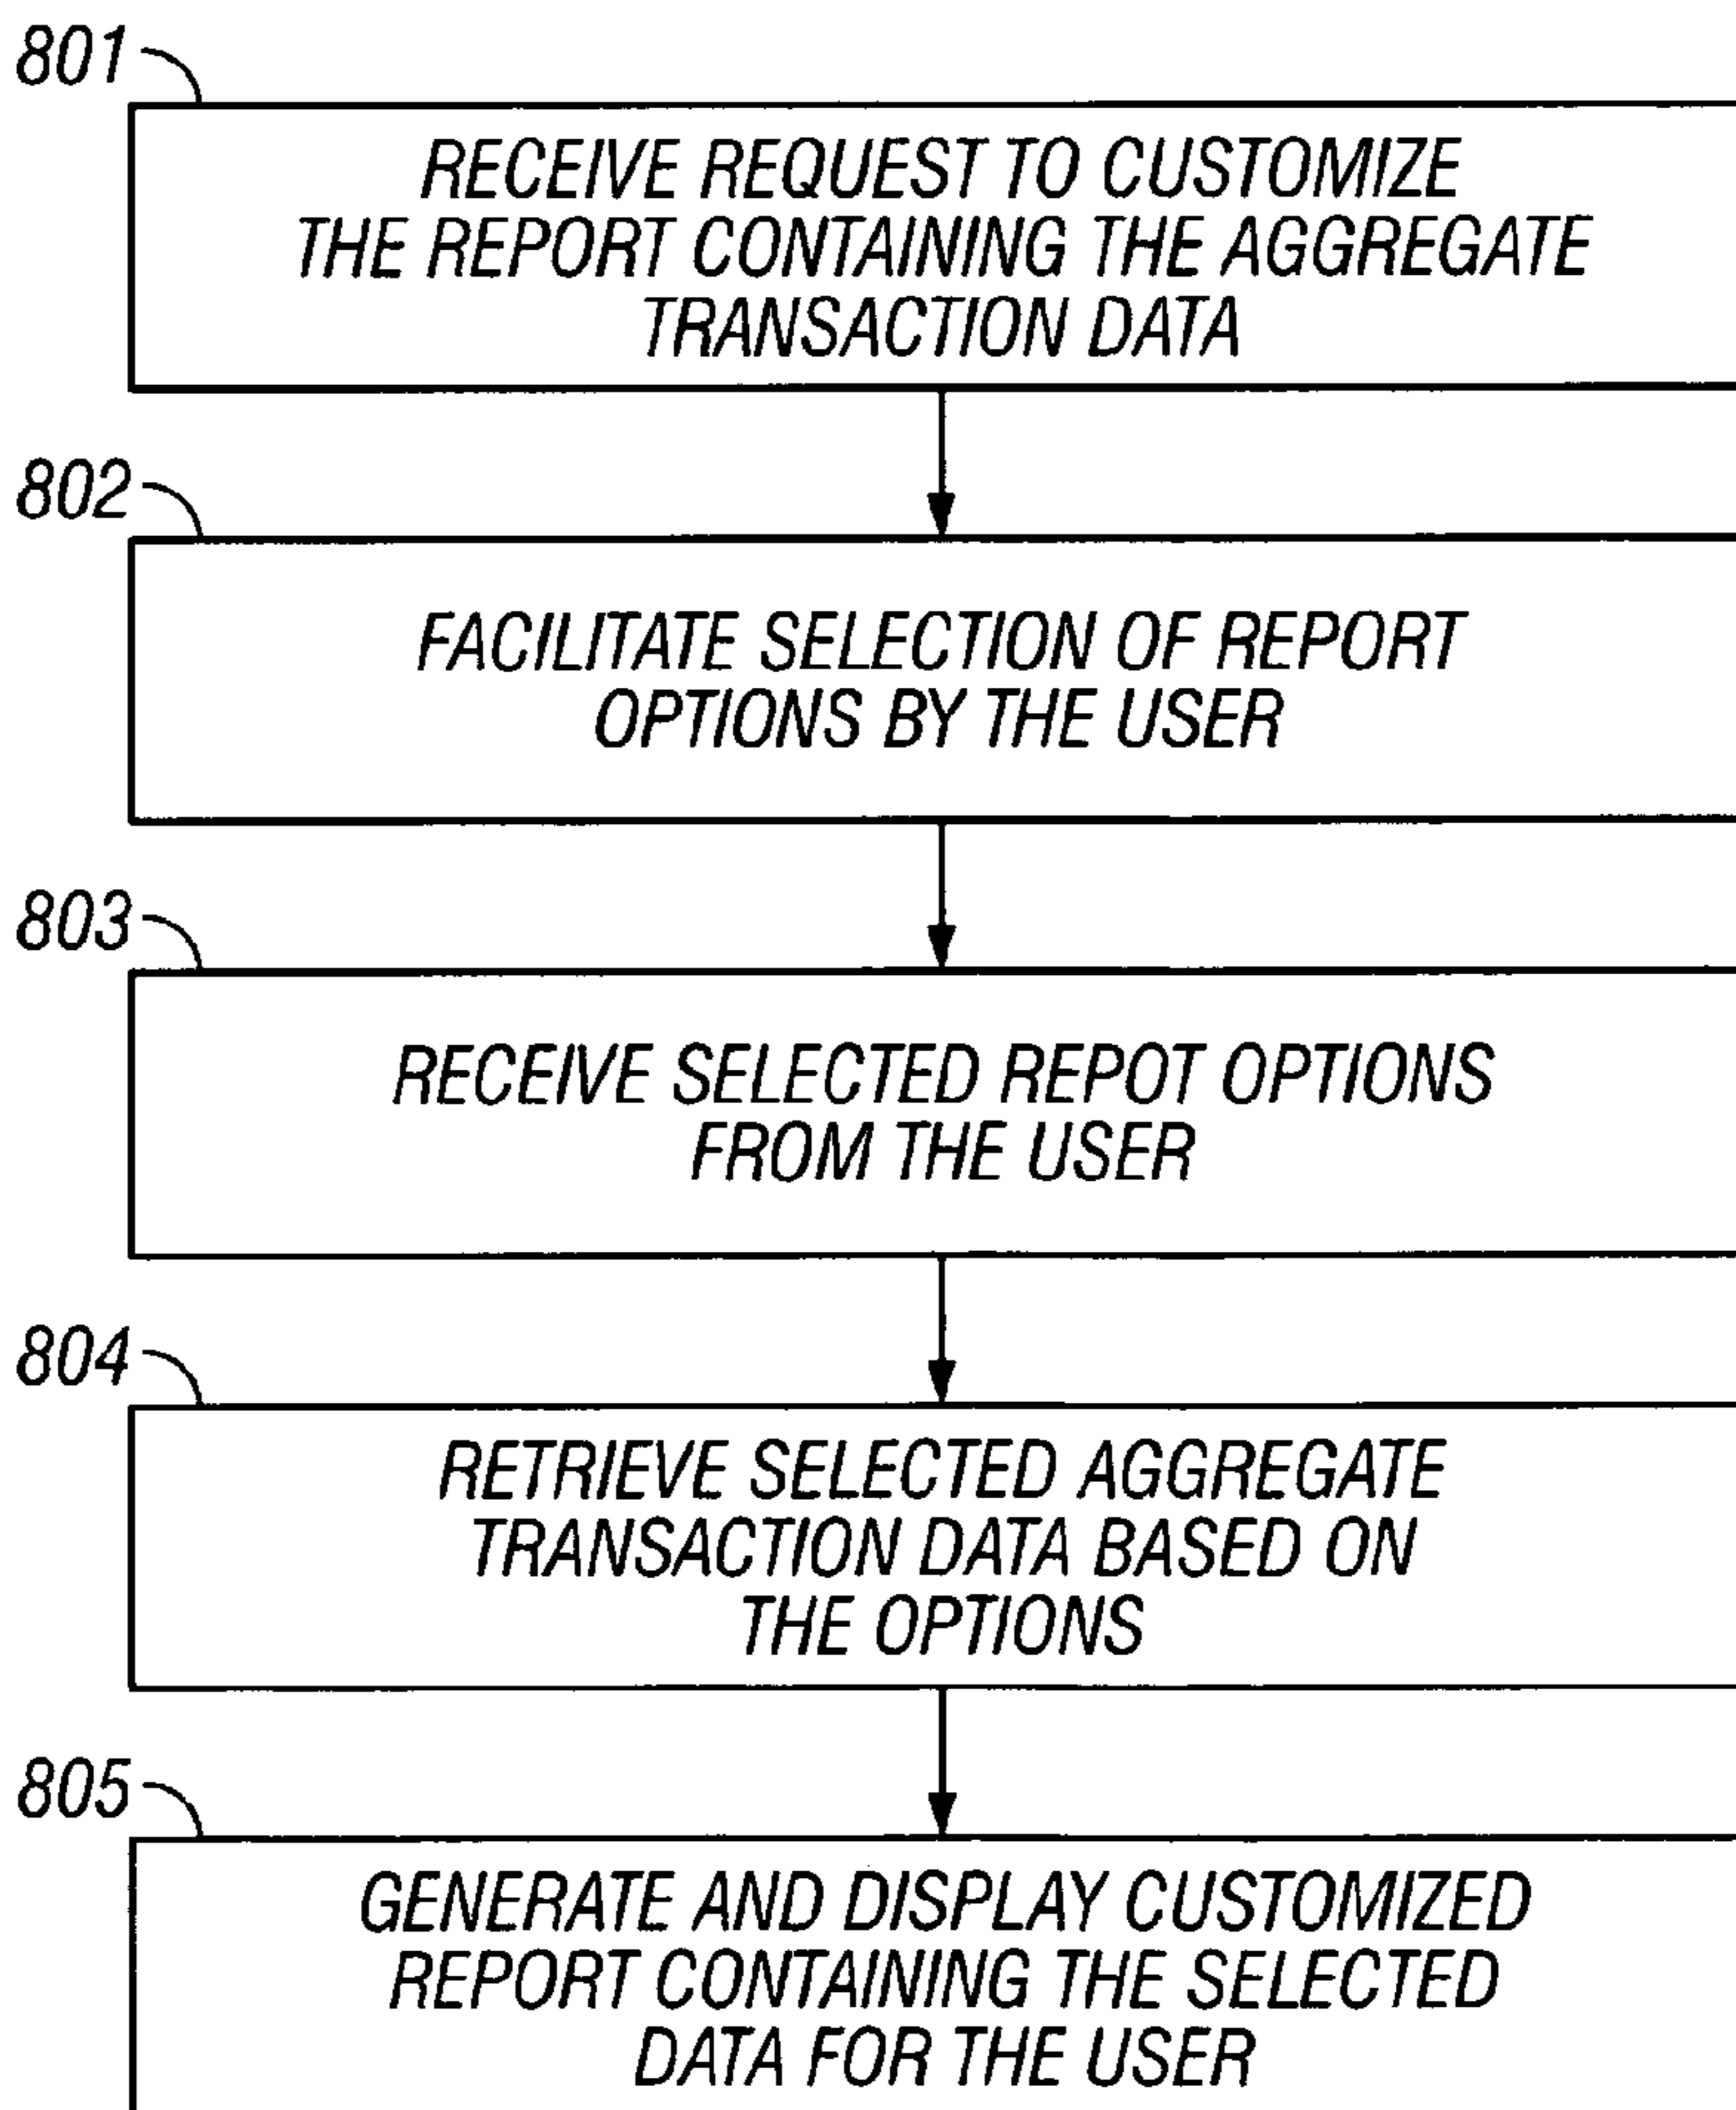 801
RECEIVE REQUEST TO CUSTOMIZE
THE REPORT CONTAINING THE AGGREGATE
TRANSACTION DATA
802
FACILITATE SELECTION OF REPORT
OPTIONS BY THE USER
803
RECEIVE SELECTED REPOT OPTIONS
FROM THE USER
804
RETRIEVE SELECTED AGGREGATE
TRANSACTION DATA BASED ON
THE OPTIONS
805
GENERATE AND DISPLAY CUSTOMIZED
REPORT CONTAINING THE SELECTED
DATA FOR THE USER